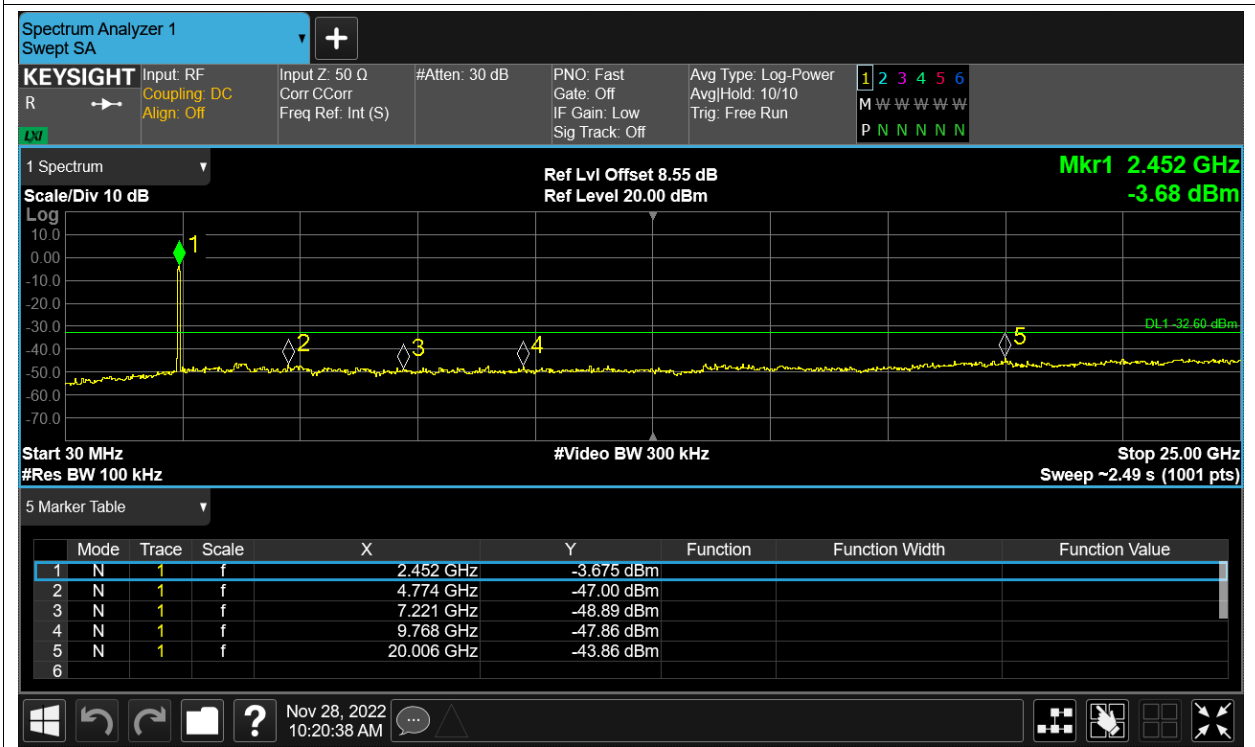 Spectrum Analyzer 1
Swept SA
KEYSIGHT Input: RF Input Z: 50 Ω #Atten: 30 dB PNO: Fast Avg Type: Log-Power 1 2 3 4 5 6
R Coupling: DC Corr CCorr Gate: Off Avg|Hold: 10/10 M W W W W W
Align: Off Freq Ref: Int (S) IF Gain: Low Trig: Free Run
LXI Sig Track: Off P N N N N N
1 Spectrum Ref Lvl Offset 8.55 dB Mkr1 2.452 GHz
Scale/Div 10 dB Ref Level 20.00 dBm -3.68 dBm
Log
10.0
1
0.00
-10.0
-20.0
-30.0
DL1 -32.60 dBm
2 3 4 5
-40.0
-50.0
-60.0
-70.0
Start 30 MHz #Video BW 300 kHz Stop 25.00 GHz
#Res BW 100 kHz Sweep ~2.49 s (1001 pts)
5 Marker Table
Mode Trace Scale X Y Function Function Width Function Value
1 N 1 f 2.452 GHz -3.675 dBm
2 N 1 f 4.774 GHz -47.00 dBm
3 N 1 f 7.221 GHz -48.89 dBm
4 N 1 f 9.768 GHz -47.86 dBm
5 N 1 f 20.006 GHz -43.86 dBm
6
? Nov 28, 2022
10:20:38 AM